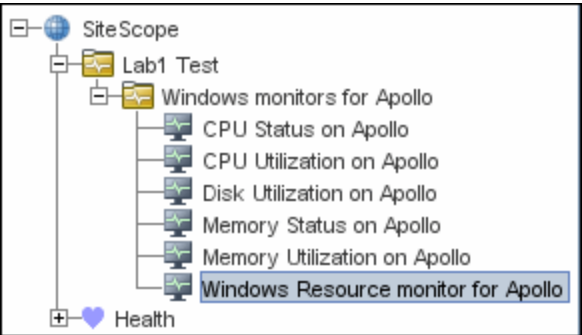 SiteScope
Lab1 Test
Windows monitors for Apollo
CPU Status on Apollo
CPU Utilization on Apollo
Disk Utilization on Apollo
Memory Status on Apollo
Memory Utilization on Apollo
Windows Resource monitor for Apollo
Health